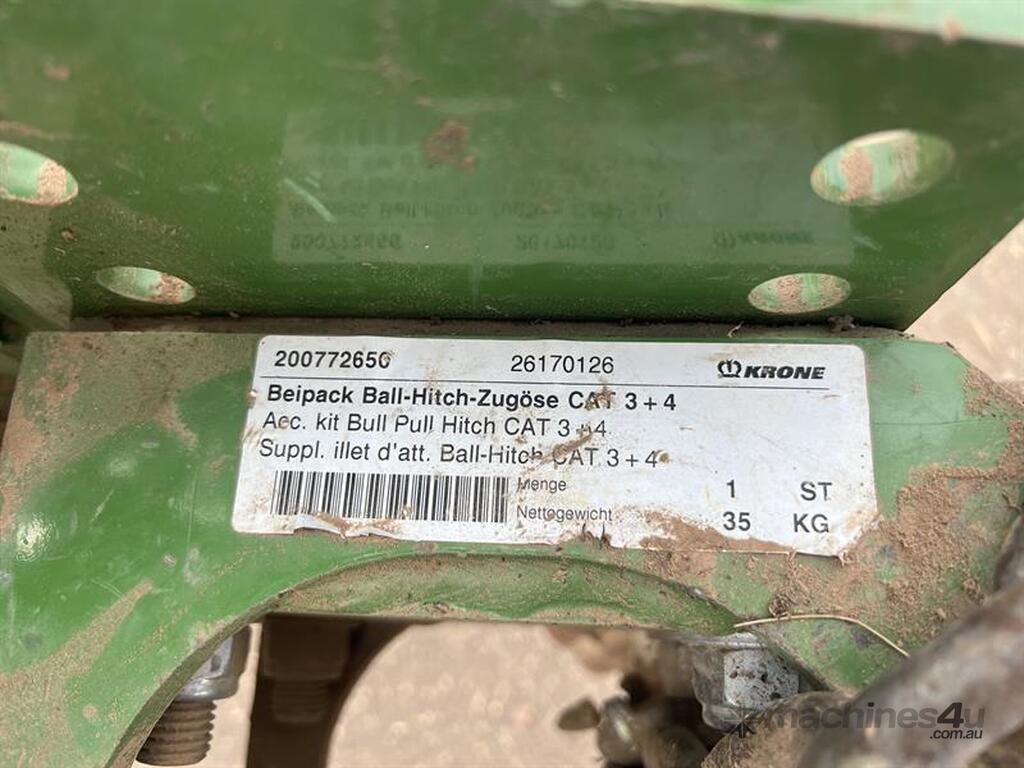 200772650 26170126 KRONE
Beipack Ball-Hitch-Zugöse CAT 3 + 4
Acc. kit Bull Pull Hitch CAT 3 + 4
Suppl. illet d'att. Ball-Hitch CAT 3 + 4
Menge 1 ST
Nettogewicht 35 KG
machines4u
.com.au